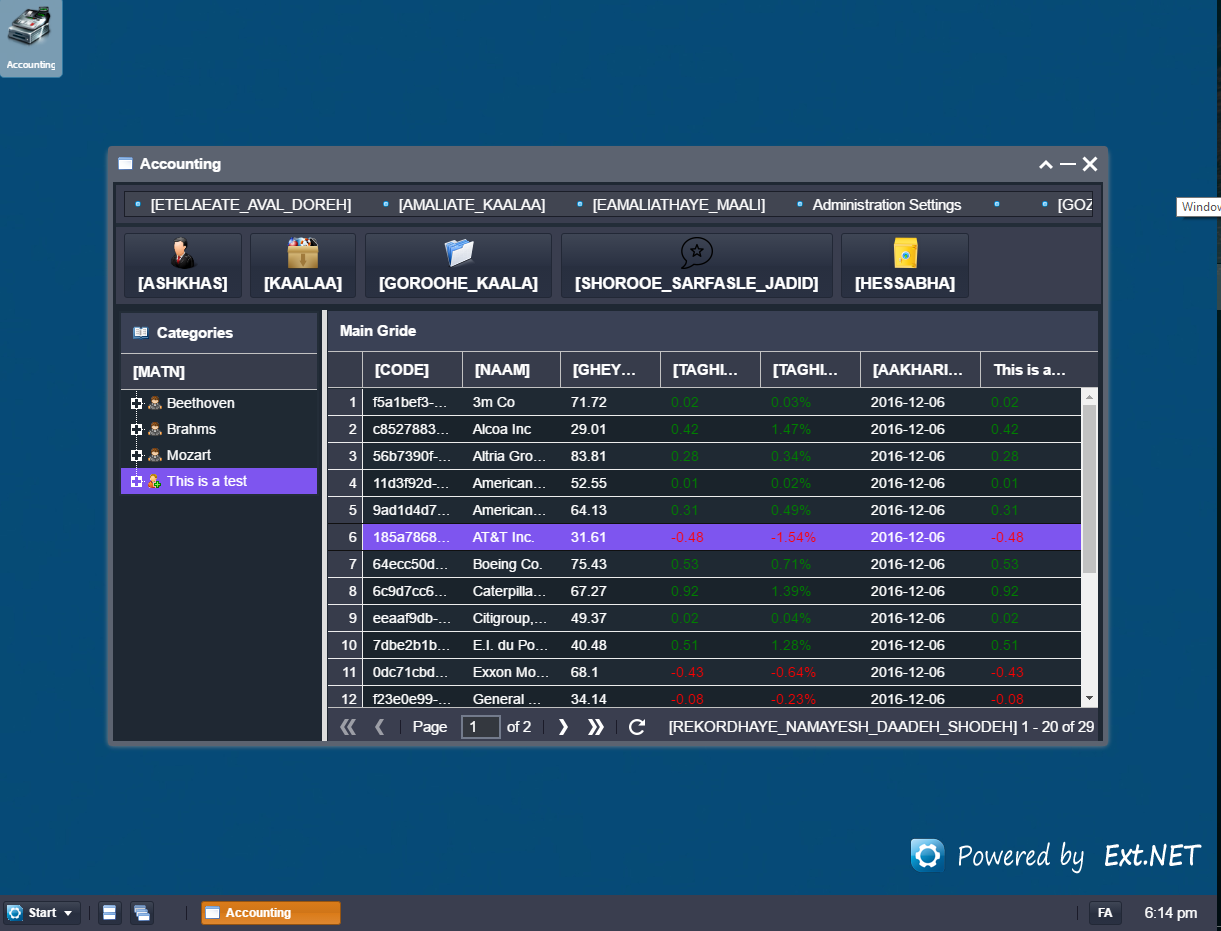 Accounting
Accounting
[ETELAEATE_AVAL_DOREH] [AMALIATE_KAALAA] [EAMALIATHAYE_MAALI] Administration Settings [GOZ
Window
[ASHKHAS] [KAALAA] [GOROOHE_KAALA] [SHOROOE_SARFASLE_JADID] [HESSABHA]
Categories
[MATN]
Beethoven
Brahms
Mozart
This is a test
Main Gride
[CODE] [NAAM] [GHEY... [TAGHI... [TAGHI... [AAKHARI... This is a...
1 f5a1bef3-... 3m Co 71.72 0.02 0.03% 2016-12-06 0.02
2 c8527883... Alcoa Inc 29.01 0.42 1.47% 2016-12-06 0.42
3 56b7390f-... Altria Gro... 83.81 0.28 0.34% 2016-12-06 0.28
4 11d3f92d-... American... 52.55 0.01 0.02% 2016-12-06 0.01
5 9ad1d4d7... American... 64.13 0.31 0.49% 2016-12-06 0.31
6 185a7868... AT&T Inc. 31.61 -0.48 -1.54% 2016-12-06 -0.48
7 64ecc50d... Boeing Co. 75.43 0.53 0.71% 2016-12-06 0.53
8 6c9d7cc6... Caterpilla... 67.27 0.92 1.39% 2016-12-06 0.92
9 eeaaf9db-... Citigroup,... 49.37 0.02 0.04% 2016-12-06 0.02
10 7dbe2b1b... E.I. du Po... 40.48 0.51 1.28% 2016-12-06 0.51
11 0dc71cbd... Exxon Mo... 68.1 -0.43 -0.64% 2016-12-06 -0.43
12 f23e0e99-... General ... 34.14 -0.08 -0.23% 2016-12-06 -0.08
Page 1 of 2 [REKORDHAYE_NAMAYESH_DAADEH_SHODEH] 1 - 20 of 29
Powered by Ext.NET
Start Accounting FA 6:14 pm